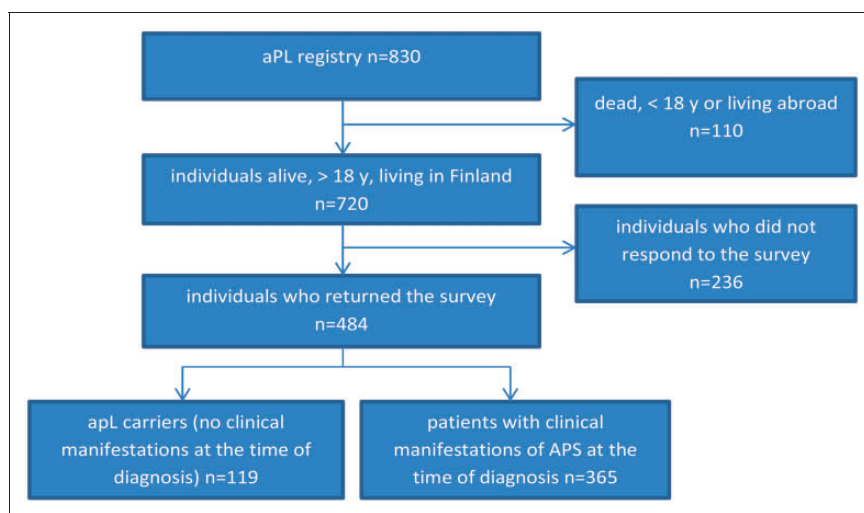 aPL registry n=830
dead, < 18 y or living abroad
n=110
individuals alive, > 18 y, living in Finland
n=720
individuals who did not
respond to the survey
n=236
individuals who returned the survey
n=484
apL carriers (no clinical
manifestations at the time of
diagnosis) n=119
patients with clinical
manifestations of APS at the
time of diagnosis n=365